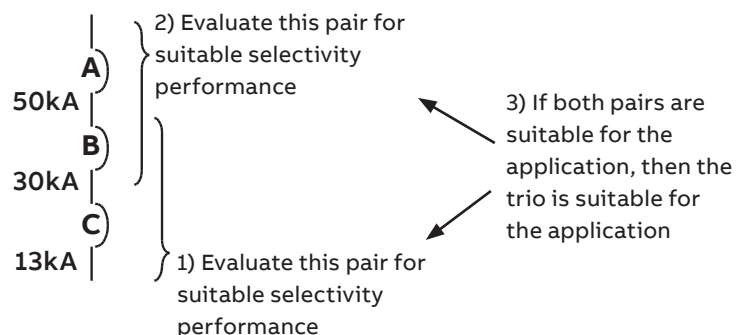 A
50kA
B
30kA
C
13kA
2) Evaluate this pair for
suitable selectivity
performance
3) If both pairs are
suitable for the
application, then the
trio is suitable for
the application
1) Evaluate this pair for
suitable selectivity
performance